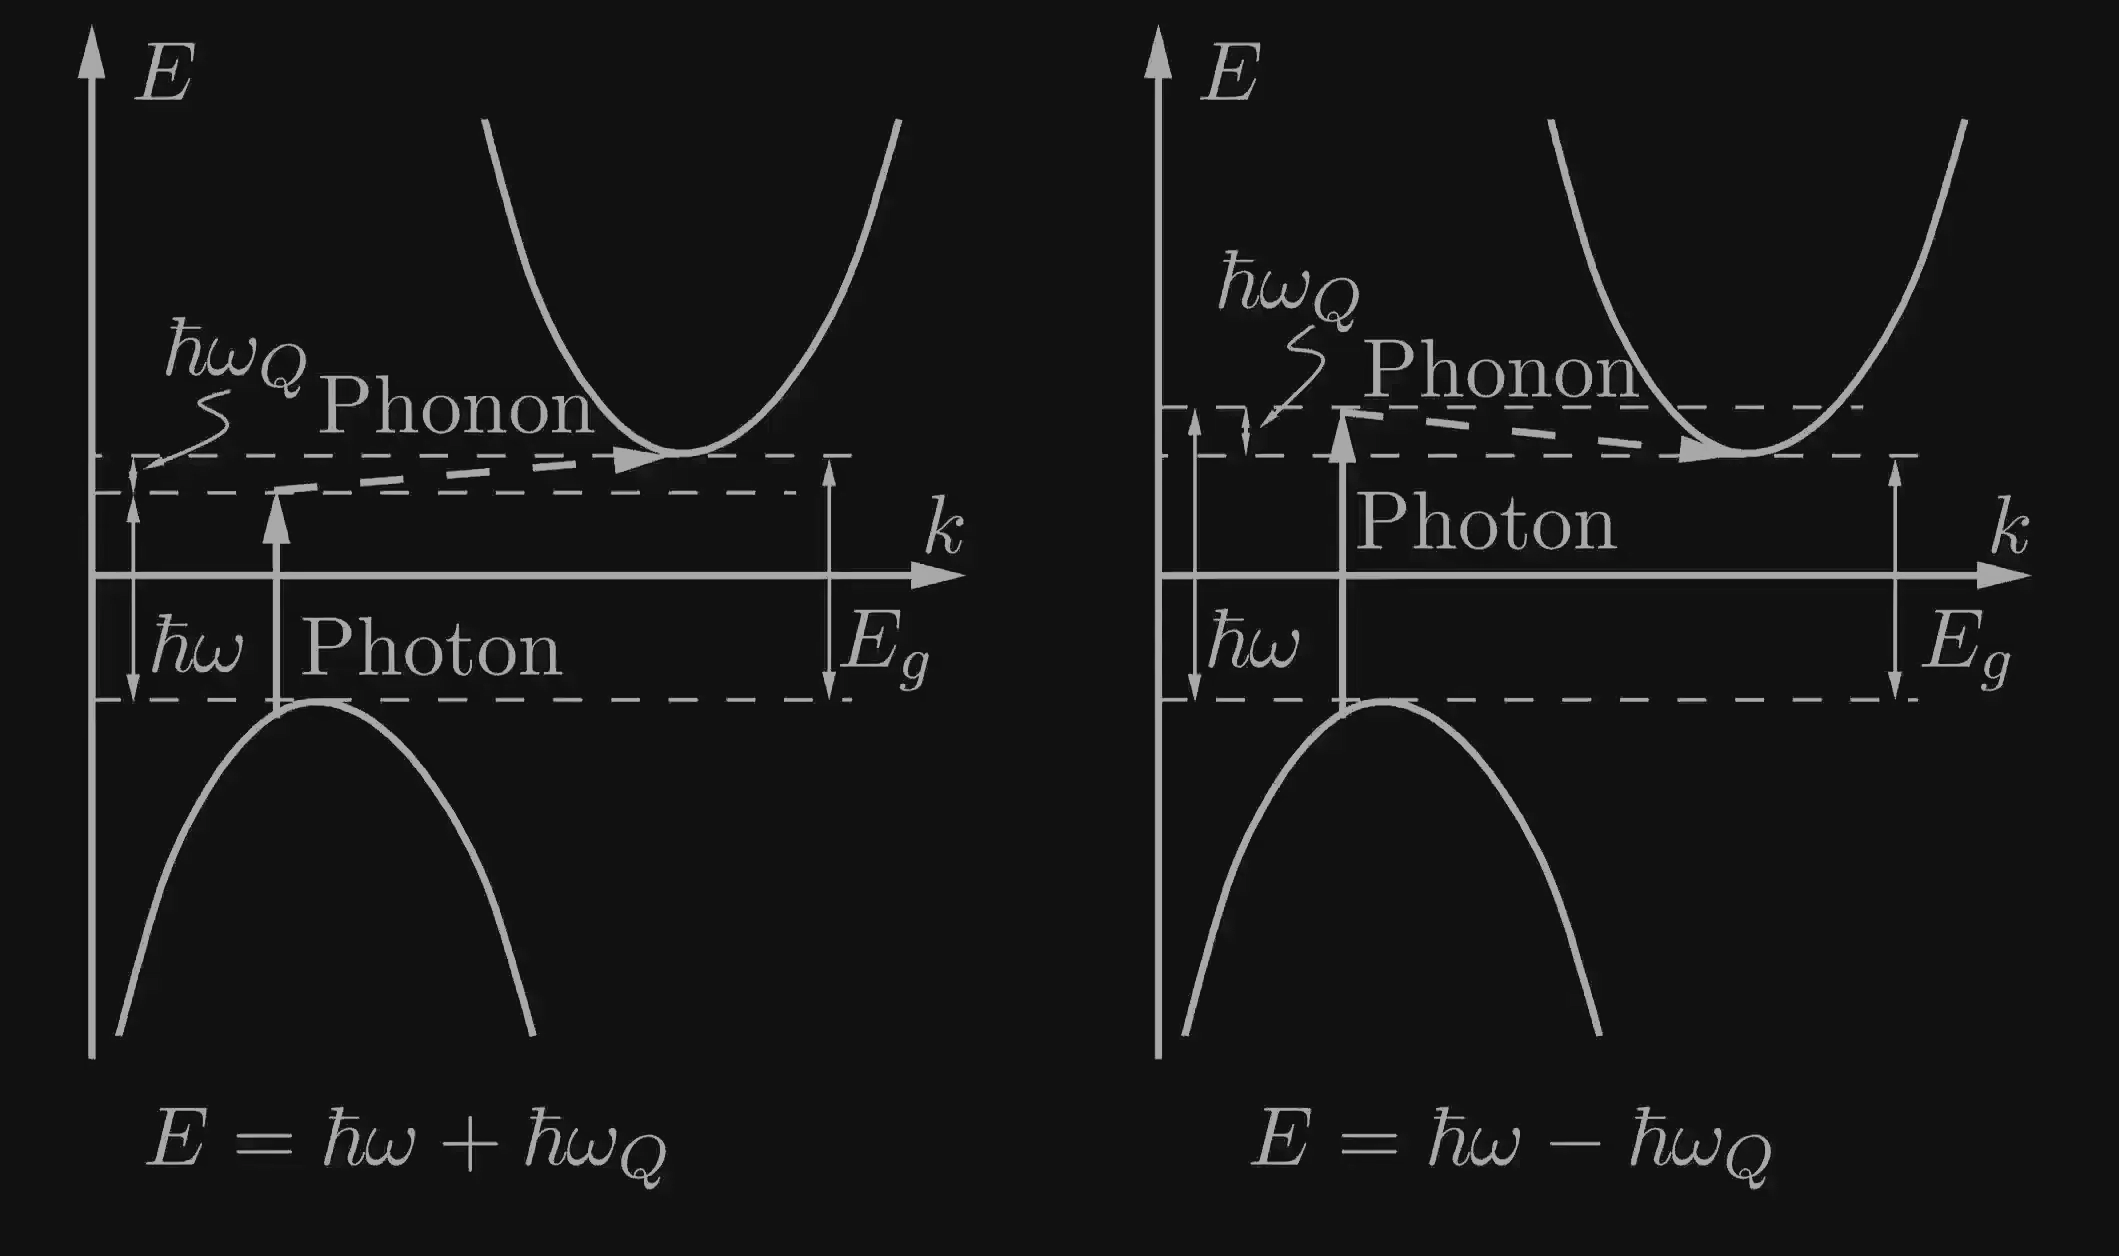 E
ħω_Q
Phonon
k
ħω
Photon
E_g
E = ħω + ħω_Q
E
ħω_Q
Phonon
Photon
k
ħω
E_g
E = ħω − ħω_Q